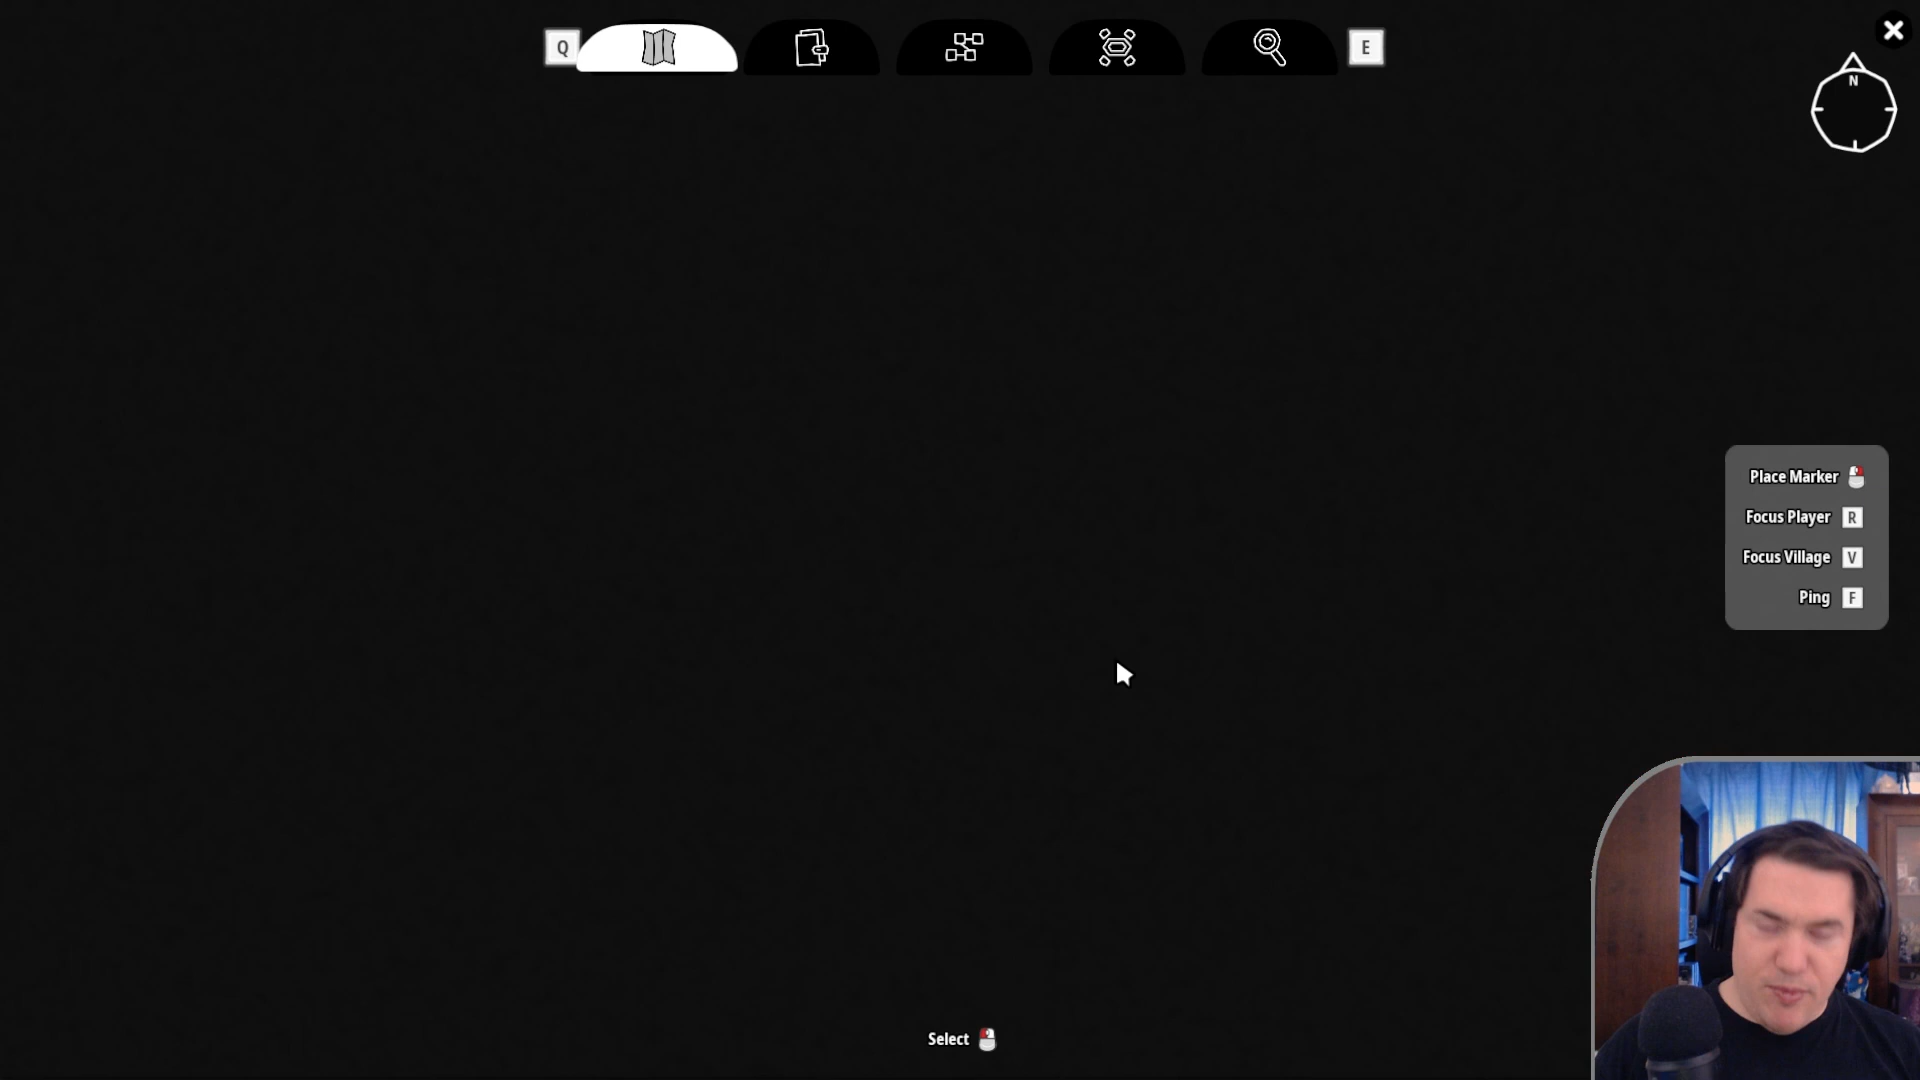 Q
E
N
Place Marker
Focus Player R
Focus Village V
Ping F
Select